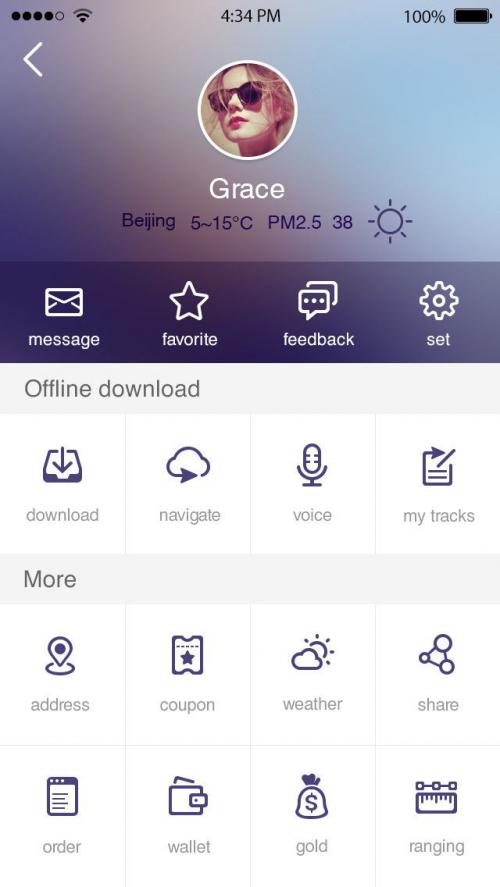 4:34 PM 100%
Grace
Beijing 5~15°C PM2.5 38
message favorite feedback set
Offline download
download navigate voice my tracks
More
address coupon weather share
$
order wallet gold ranging